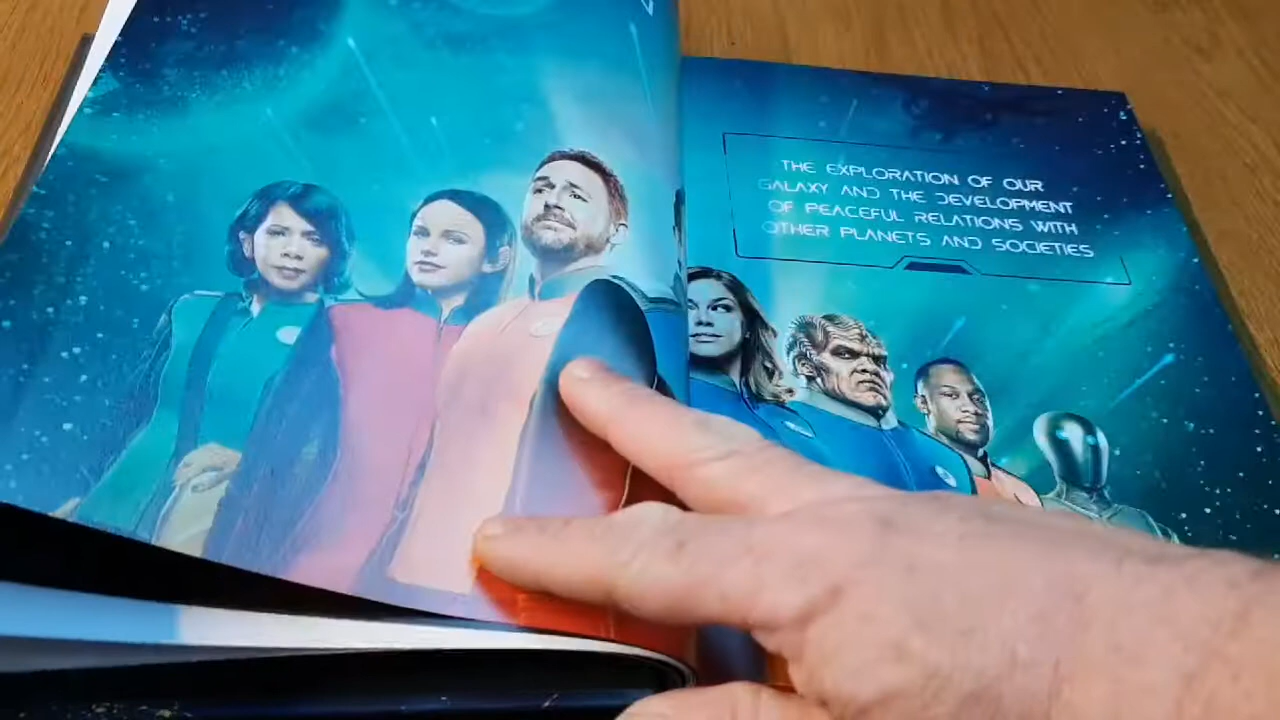 THE EXPLORATION OF OUR
GALAXY AND THE DEVELOPMENT
OF PEACEFUL RELATIONS WITH
OTHER PLANETS AND SOCIETIES